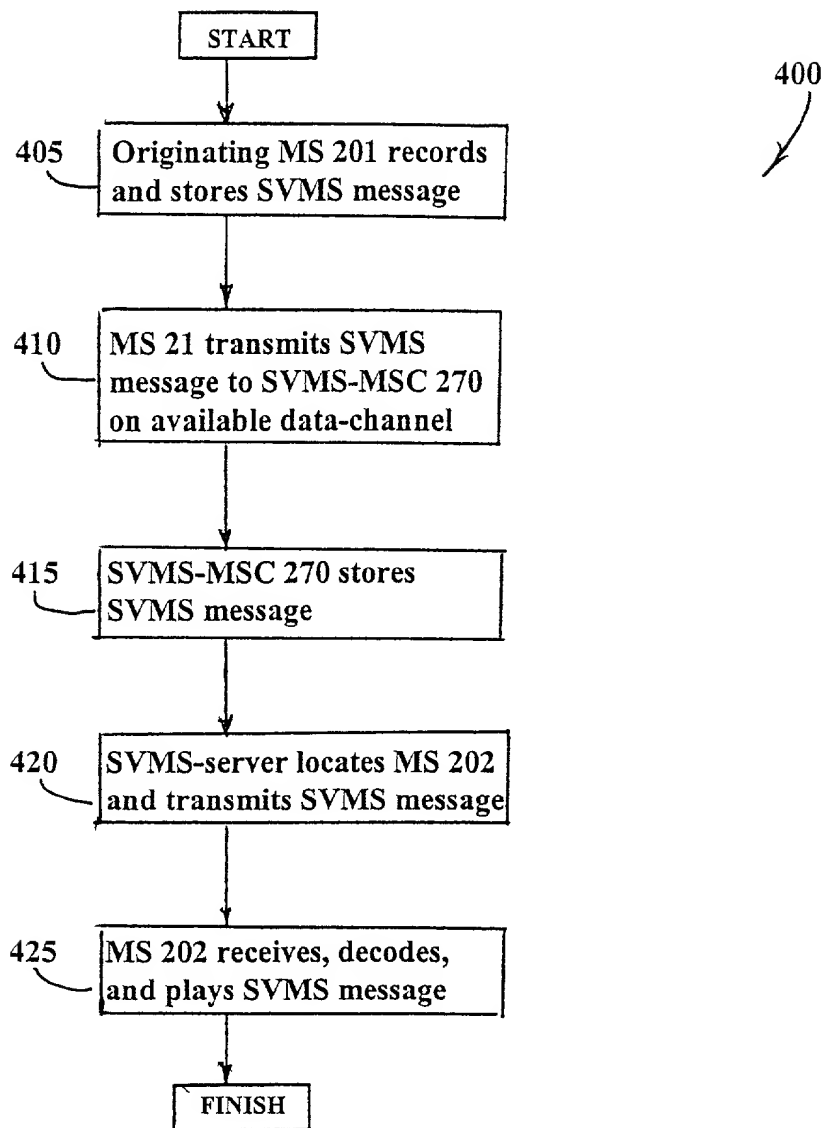 START
400
405
Originating MS 201 records
and stores SVMS message
410
MS 21 transmits SVMS
message to SVMS-MSC 270
on available data-channel
415
SVMS-MSC 270 stores
SVMS message
420
SVMS-server locates MS 202
and transmits SVMS message
425
MS 202 receives, decodes,
and plays SVMS message
FINISH